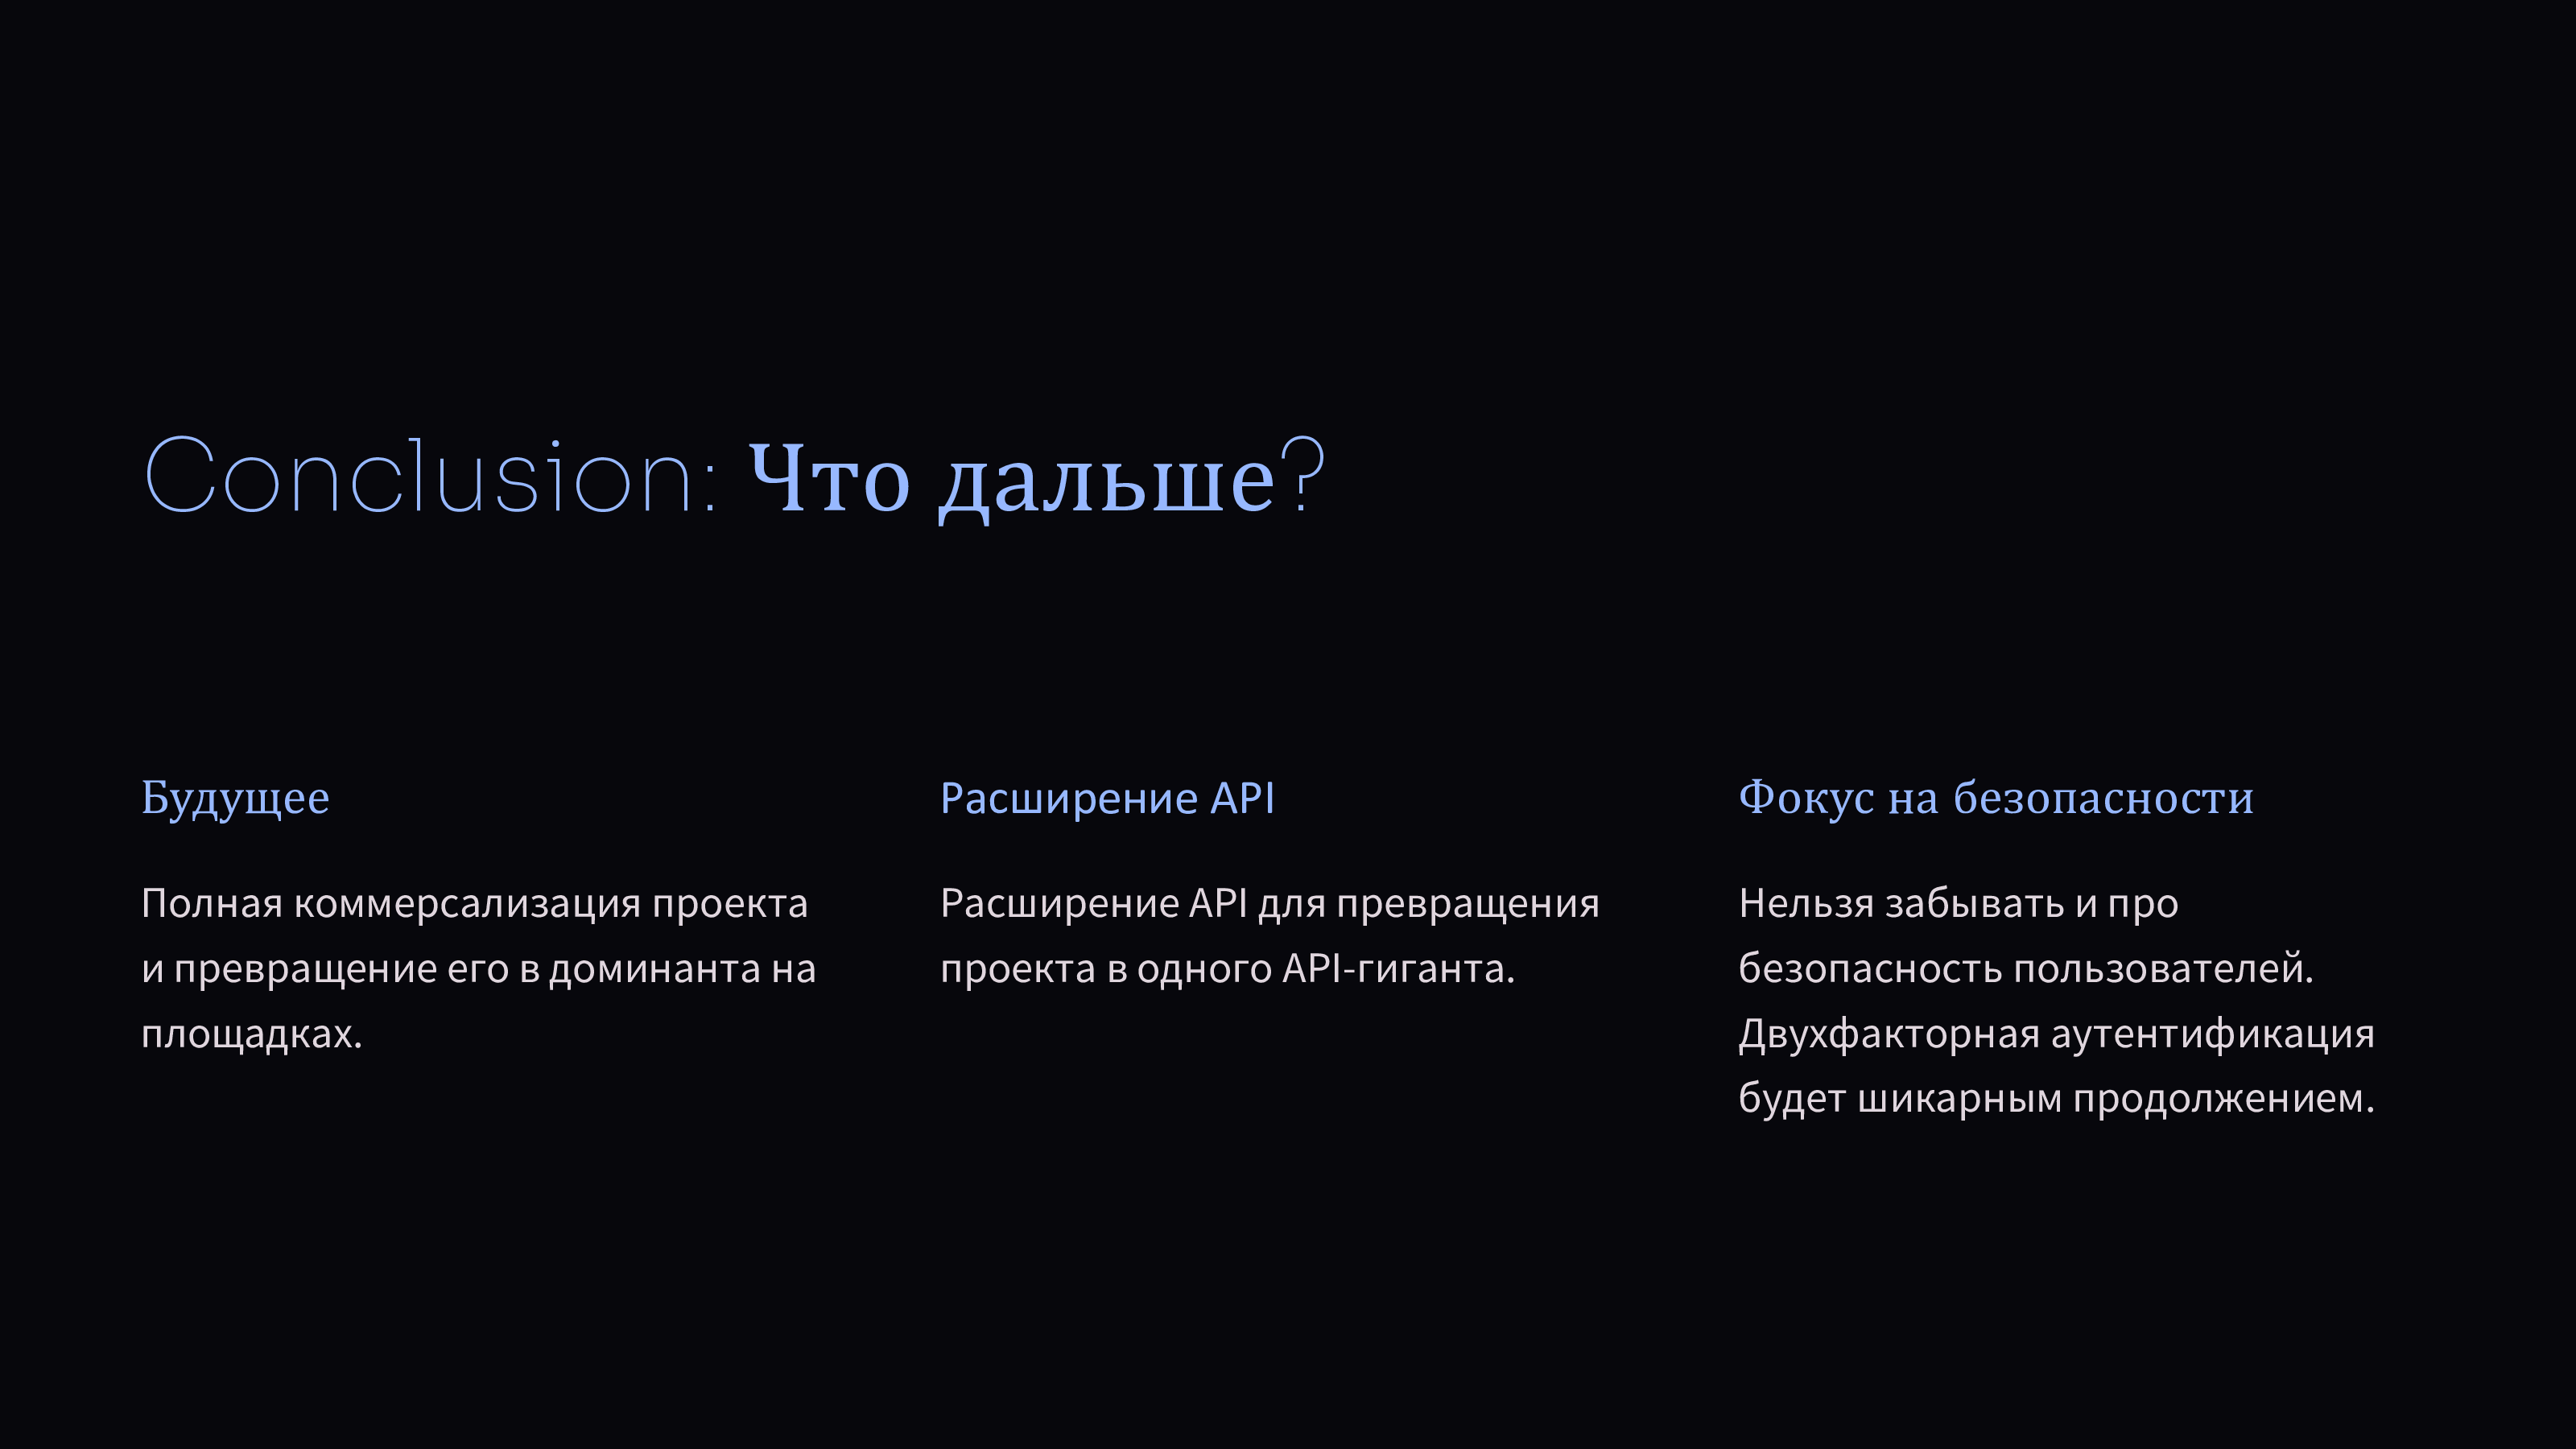 Conclusion: Что дальше?
Будущее
Полная коммерсализация проекта
и превращение его в доминанта на
площадках.
Расширение API
Расширение API для превращения
проекта в одного API-гиганта.
Фокус на безопасности
Нельзя забывать и про
безопасность пользователей.
Двухфакторная аутентификация
будет шикарным продолжением.